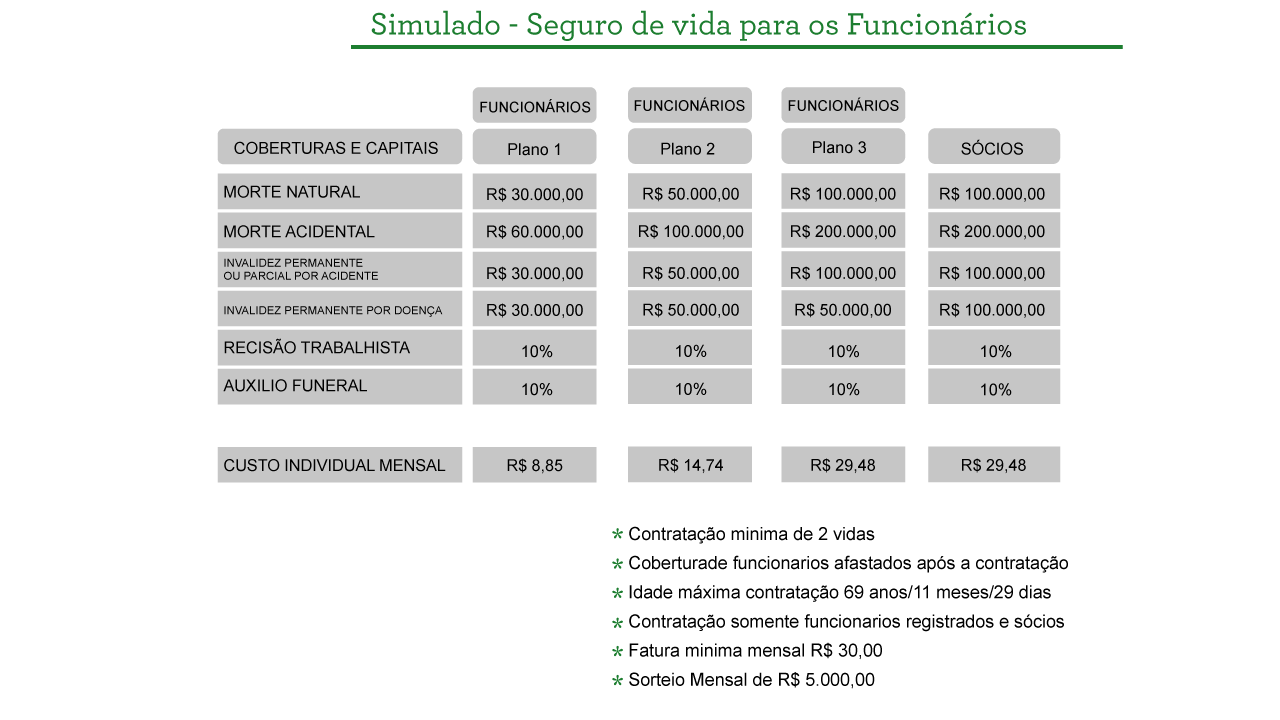 Simulado - Seguro de vida para os Funcionários
FUNCIONÁRIOS FUNCIONÁRIOS FUNCIONÁRIOS
COBERTURAS E CAPITAIS Plano 1 Plano 2 Plano 3 SÓCIOS
MORTE NATURAL R$ 30.000,00 R$ 50.000,00 R$ 100.000,00 R$ 100.000,00
MORTE ACIDENTAL R$ 60.000,00 R$ 100.000,00 R$ 200.000,00 R$ 200.000,00
INVALIDEZ PERMANENTE
OU PARCIAL POR ACIDENTE R$ 30.000,00 R$ 50.000,00 R$ 100.000,00 R$ 100.000,00
INVALIDEZ PERMANENTE POR DOENÇA R$ 30.000,00 R$ 50.000,00 R$ 50.000,00 R$ 100.000,00
RECISÃO TRABALHISTA 10% 10% 10% 10%
AUXILIO FUNERAL 10% 10% 10% 10%
CUSTO INDIVIDUAL MENSAL R$ 8,85 R$ 14,74 R$ 29,48 R$ 29,48
* Contratação minima de 2 vidas
* Coberturade funcionarios afastados após a contratação
* Idade máxima contratação 69 anos/11 meses/29 dias
* Contratação somente funcionarios registrados e sócios
* Fatura minima mensal R$ 30,00
* Sorteio Mensal de R$ 5.000,00